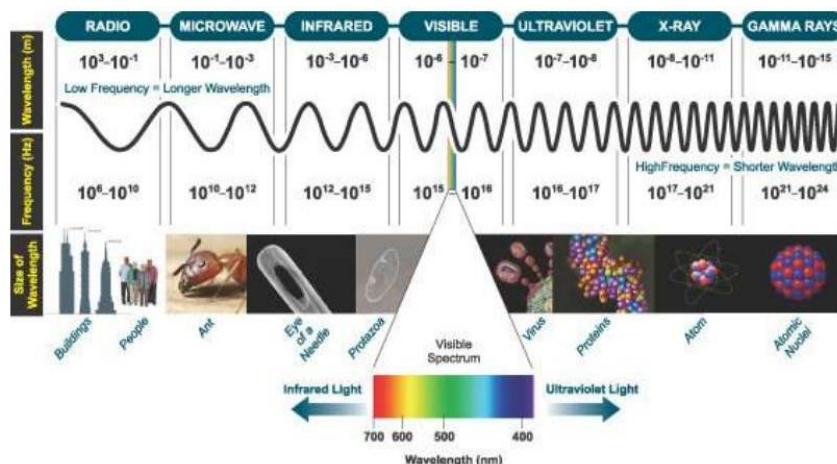 RADIO MICROWAVE INFRARED VISIBLE ULTRAVIOLET X-RAY GAMMA RAYS
Wavelength (m)
10³–10⁻¹ 10⁻¹–10⁻³ 10⁻³–10⁻⁶ 10⁻⁶ – 10⁻⁷ 10⁻⁷–10⁻⁸ 10⁻⁸–10⁻¹¹ 10⁻¹¹–10⁻¹⁵
Low Frequency = Longer Wavelength
HighFrequency = Shorter Wavelength
Frequency (Hz)
10⁶–10¹⁰ 10¹⁰–10¹² 10¹²–10¹⁵ 10¹⁵ 10¹⁶ 10¹⁶–10¹⁷ 10¹⁷–10²¹ 10²¹–10²⁴
Size of
Wavelength
Buildings
People
Ant
Eye
of a
Needle
Protazoa
Virus
Proteins
Atom
Atomic
Nuclei
Visible
Spectrum
Infrared Light Ultraviolet Light
700 600 500 400
Wavelength (nm)